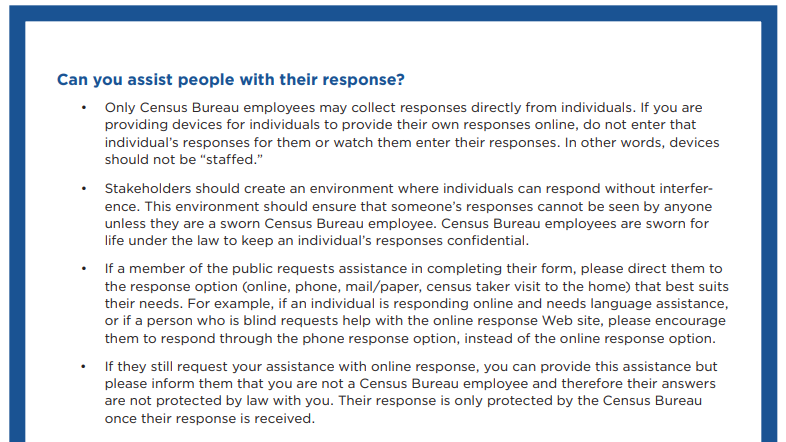 Can you assist people with their response?
• Only Census Bureau employees may collect responses directly from individuals. If you are
providing devices for individuals to provide their own responses online, do not enter that
individual's responses for them or watch them enter their responses. In other words, devices
should not be “staffed.”
• Stakeholders should create an environment where individuals can respond without interfer-
ence. This environment should ensure that someone's responses cannot be seen by anyone
unless they are a sworn Census Bureau employee. Census Bureau employees are sworn for
life under the law to keep an individual's responses confidential.
• If a member of the public requests assistance in completing their form, please direct them to
the response option (online, phone, mail/paper, census taker visit to the home) that best suits
their needs. For example, if an individual is responding online and needs language assistance,
or if a person who is blind requests help with the online response Web site, please encourage
them to respond through the phone response option, instead of the online response option.
• If they still request your assistance with online response, you can provide this assistance but
please inform them that you are not a Census Bureau employee and therefore their answers
are not protected by law with you. Their response is only protected by the Census Bureau
once their response is received.